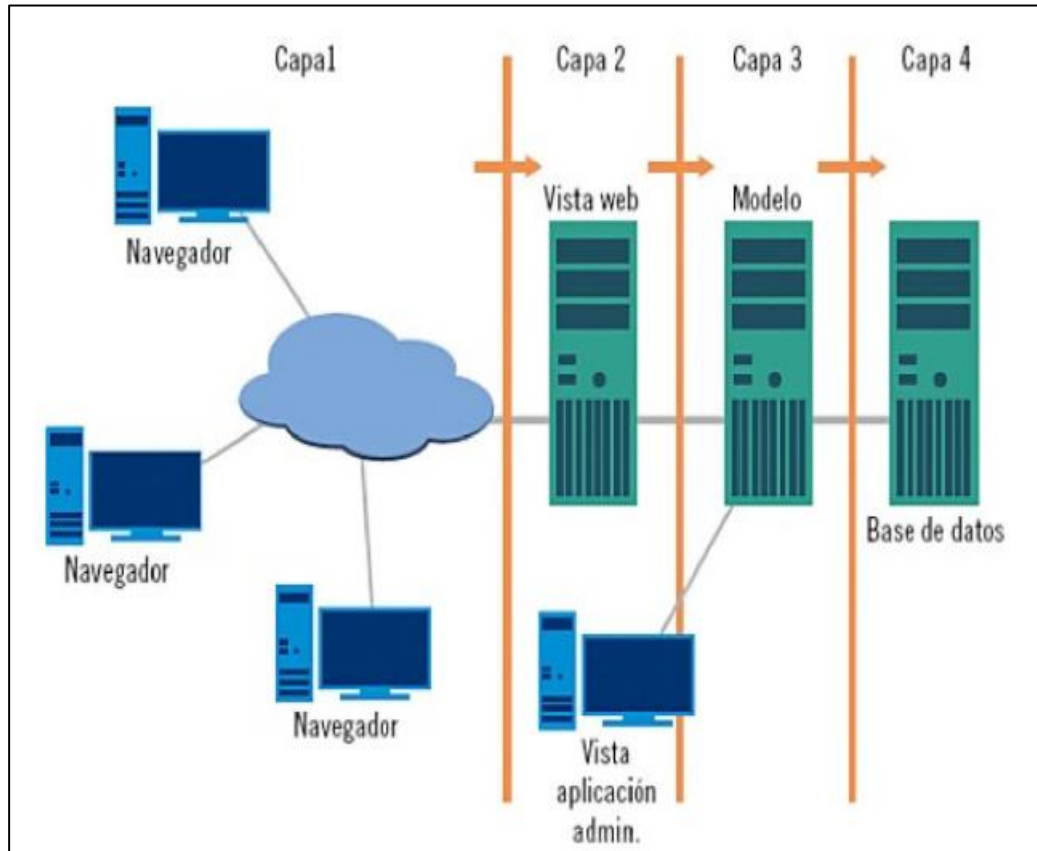 Capa1
Capa 2
Capa 3
Capa 4
Vista web
Modelo
Navegador
Navegador
Navegador
Base de datos
Vista
aplicación
admin.